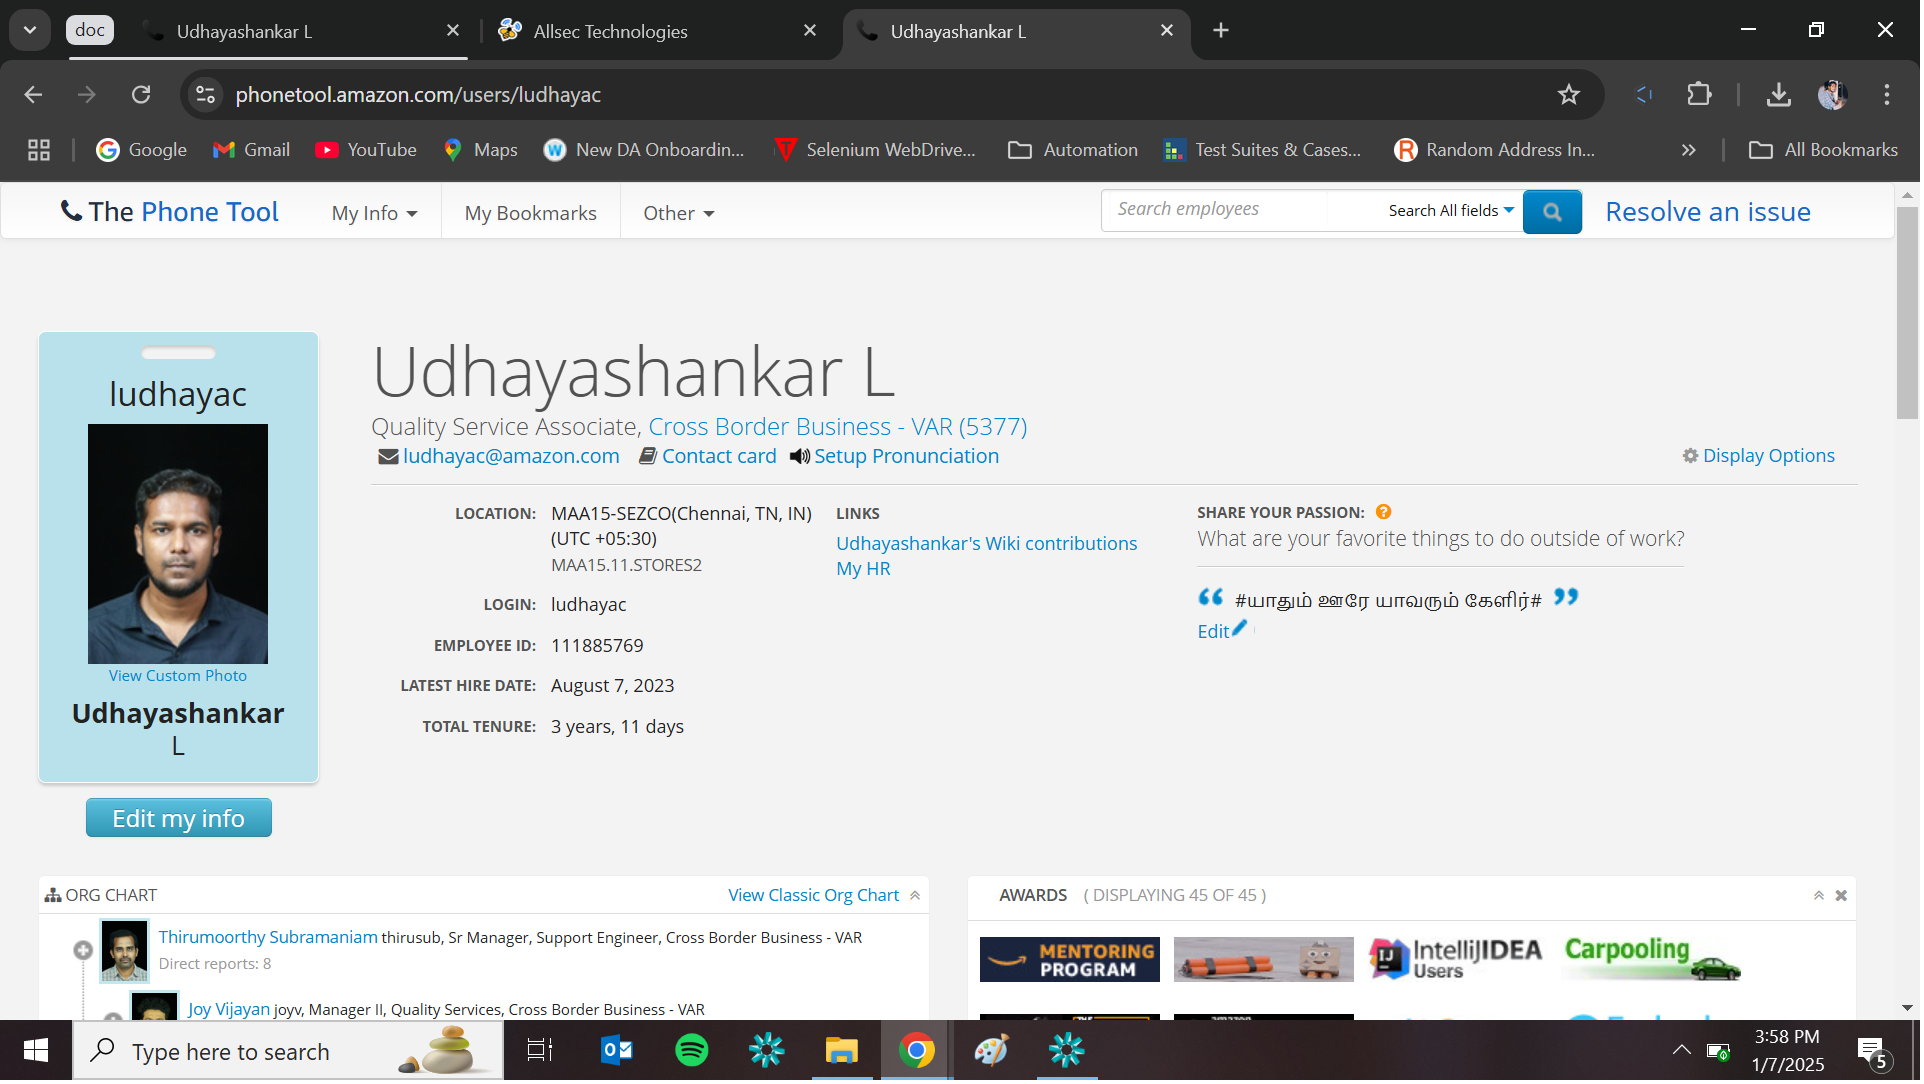 doc
Udhayashankar L
Allsec Technologies
Udhayashankar L
phonetool.amazon.com/users/ludhayac
Google
Gmail
YouTube
Maps
New DA Onboardin...
Selenium WebDrive...
Automation
Test Suites & Cases...
Random Address In...
All Bookmarks
The Phone Tool
My Info
My Bookmarks
Other
Search employees
Search All fields
Resolve an issue
ludhayac
View Custom Photo
Udhayashankar
L
Edit my info
Udhayashankar L
Quality Service Associate, Cross Border Business - VAR (5377)
ludhayac@amazon.com Contact card Setup Pronunciation
Display Options
LOCATION: MAA15-SEZCO(Chennai, TN, IN)
(UTC +05:30)
MAA15.11.STORES2
LOGIN: ludhayac
EMPLOYEE ID: 111885769
LATEST HIRE DATE: August 7, 2023
TOTAL TENURE: 3 years, 11 days
LINKS
Udhayashankar's Wiki contributions
My HR
SHARE YOUR PASSION: ?
What are your favorite things to do outside of work?
“ #யாதும் ஊரே யாவரும் கேளிர்# ”
Edit
ORG CHART
View Classic Org Chart
Thirumoorthy Subramaniam thirusub, Sr Manager, Support Engineer, Cross Border Business - VAR
Direct reports: 8
Joy Vijayan joyv, Manager II, Quality Services, Cross Border Business - VAR
AWARDS ( DISPLAYING 45 OF 45 )
MENTORING
PROGRAM
IJ
IntelliJIDEA
Users
Carpooling
Type here to search
3:58 PM
1/7/2025
5